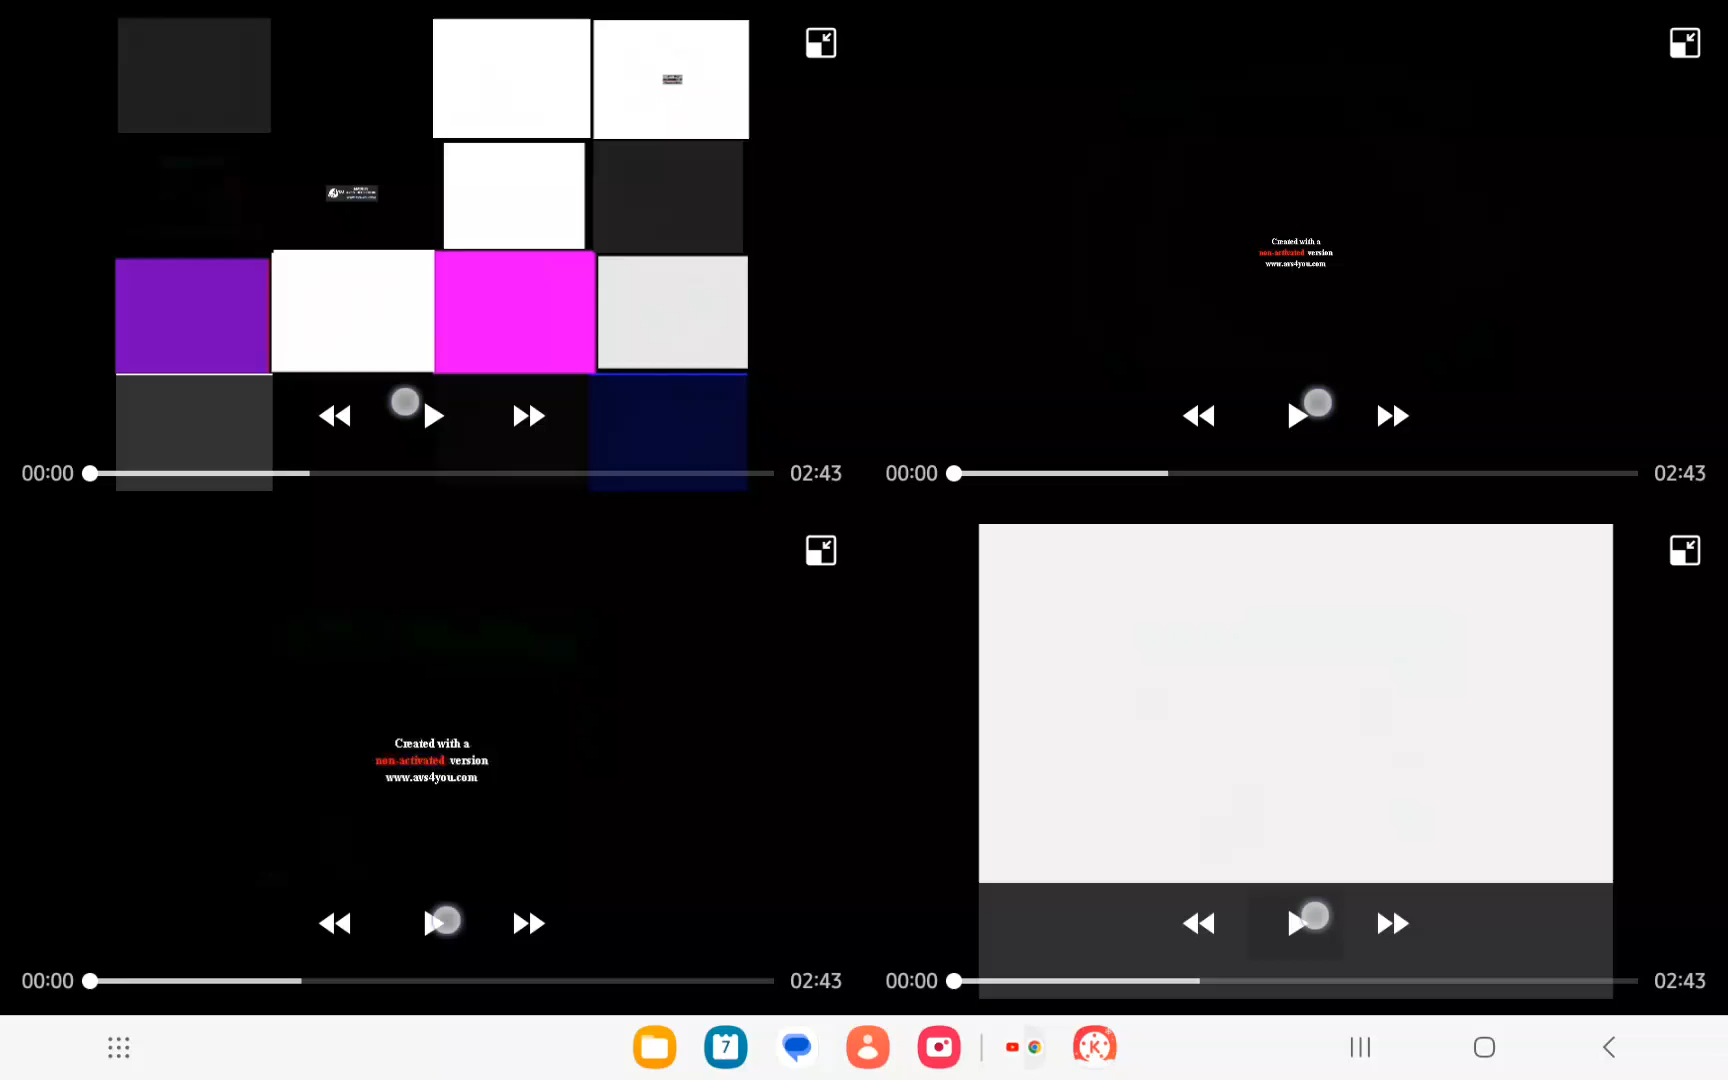 00:00
02:43
Created with a
non-activated version
www.avs4you.com
00:00
02:43
Created with a
non-activated version
www.avs4you.com
00:00
02:43
00:00
02:43
7
K